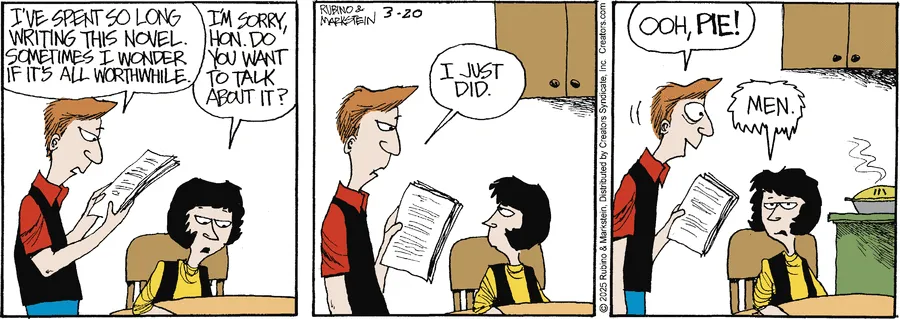 I'VE SPENT SO LONG
WRITING THIS NOVEL.
SOMETIMES I WONDER
IF IT'S ALL WORTHWHILE.
I'M SORRY,
HON. DO
YOU WANT
TO TALK
ABOUT IT?
RUBINO &
MARKSTEIN 3-20
I JUST
DID.
© 2025 Rubino & Markstein, Distributed by Creators Syndicate, Inc. Creators.com
OOH, PIE!
MEN.